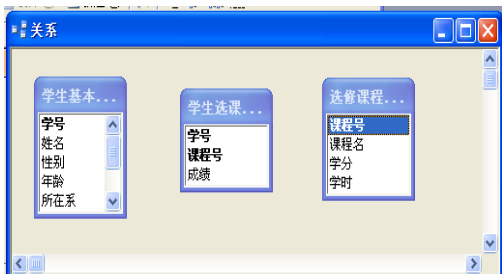 关系
学生基本...
学号
姓名
性别
年龄
所在系
学生选课...
学号
课程号
成绩
选修课程...
课程号
课程名
学分
学时